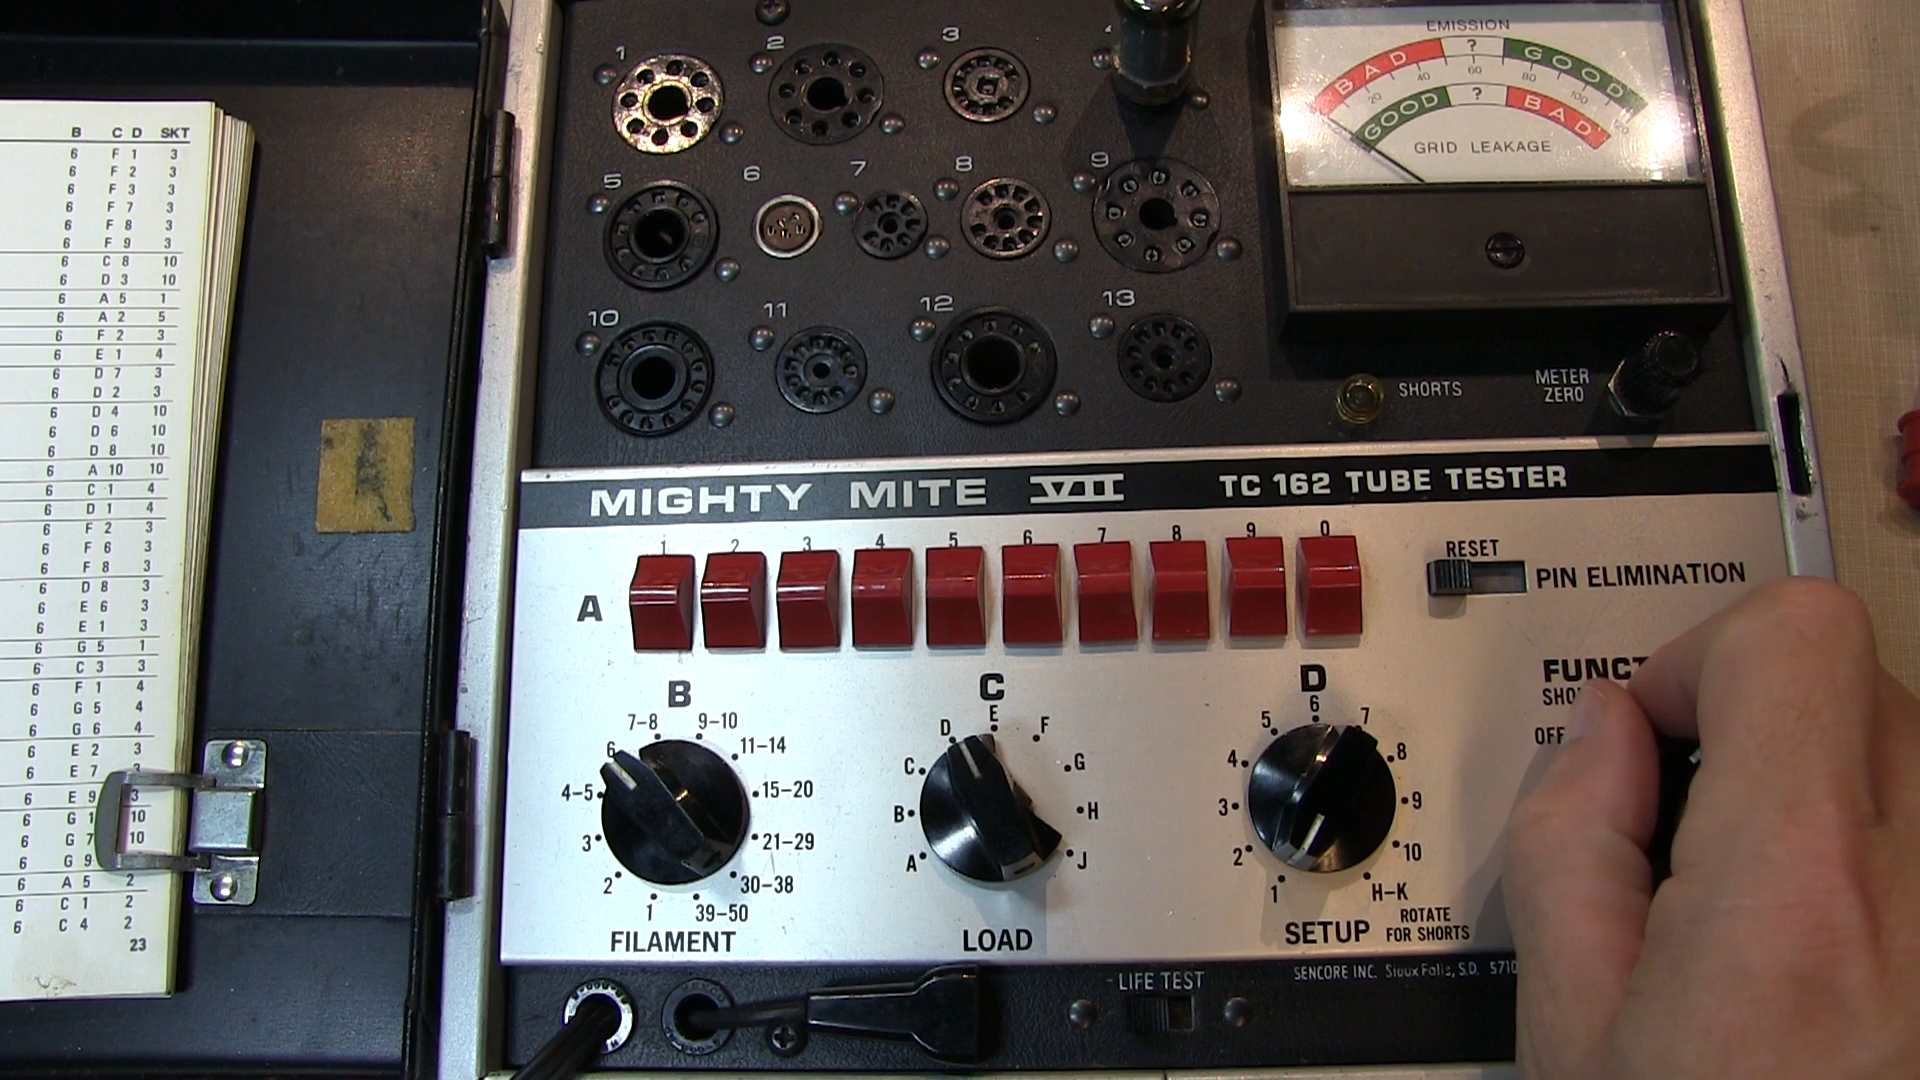 B C D SKT
6 F 1 3
6 F 2 3
6 F 3 3
6 F 7 3
6 F 8 3
6 F 9 3
6 C 8 10
6 D 3 10
6 A 5 1
6 A 2 5
6 F 2 3
6 E 1 4
6 D 7 3
6 D 2 3
6 D 4 10
6 D 6 10
6 D 8 10
6 A 10 10
6 C 1 4
6 D 1 4
6 F 2 3
6 F 6 3
6 F 8 3
6 D 8 3
6 E 6 3
6 E 1 3
6 G 5 1
6 C 3 3
6 F 1 4
6 G 5 4
6 G 6 4
6 E 2 3
6 E 7 3
6 E 9 3
6 G 1 10
6 G 7 10
6 G 9
6 A 5 2
6 C 1 2
6 C 4 2
23
1 2 3
5 6 7 8 9
10 11 12 13
EMISSION
BAD ? GOOD
20 40 60 80 100
GOOD ? BAD
GRID LEAKAGE
SHORTS
METER
ZERO
MIGHTY MITE VII TC 162 TUBE TESTER
1 2 3 4 5 6 7 8 9 0
A
RESET
PIN ELIMINATION
B
7-8 9-10
6 11-14
4-5 15-20
3 21-29
2 30-38
1 39-50
FILAMENT
C
D E F
C G
B H
A J
LOAD
D
5 6 7
4 8
3 9
2 10
1 H-K
SETUP
ROTATE
FOR SHORTS
OFF
LIFE TEST
SENCORE INC. Sioux Falls, S.D.